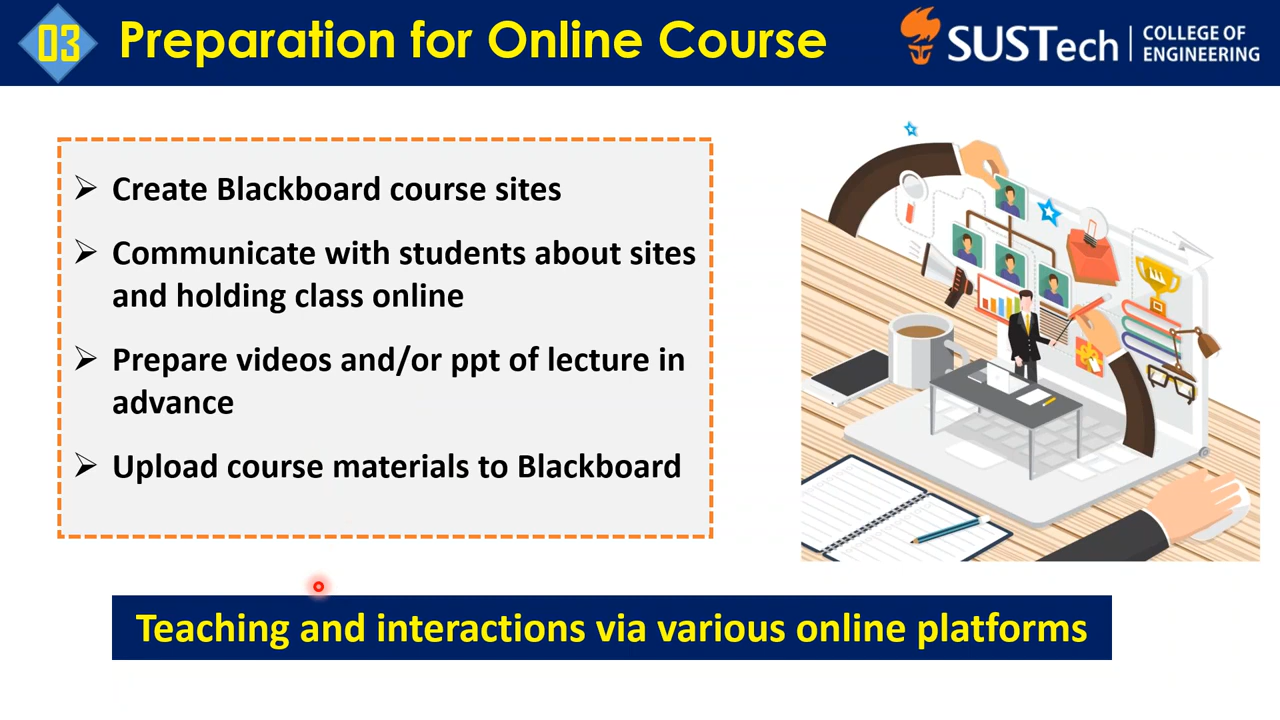 03
Preparation for Online Course
SUSTech
COLLEGE OF
ENGINEERING
➢ Create Blackboard course sites
➢ Communicate with students about sites
and holding class online
➢ Prepare videos and/or ppt of lecture in
advance
➢ Upload course materials to Blackboard
Teaching and interactions via various online platforms